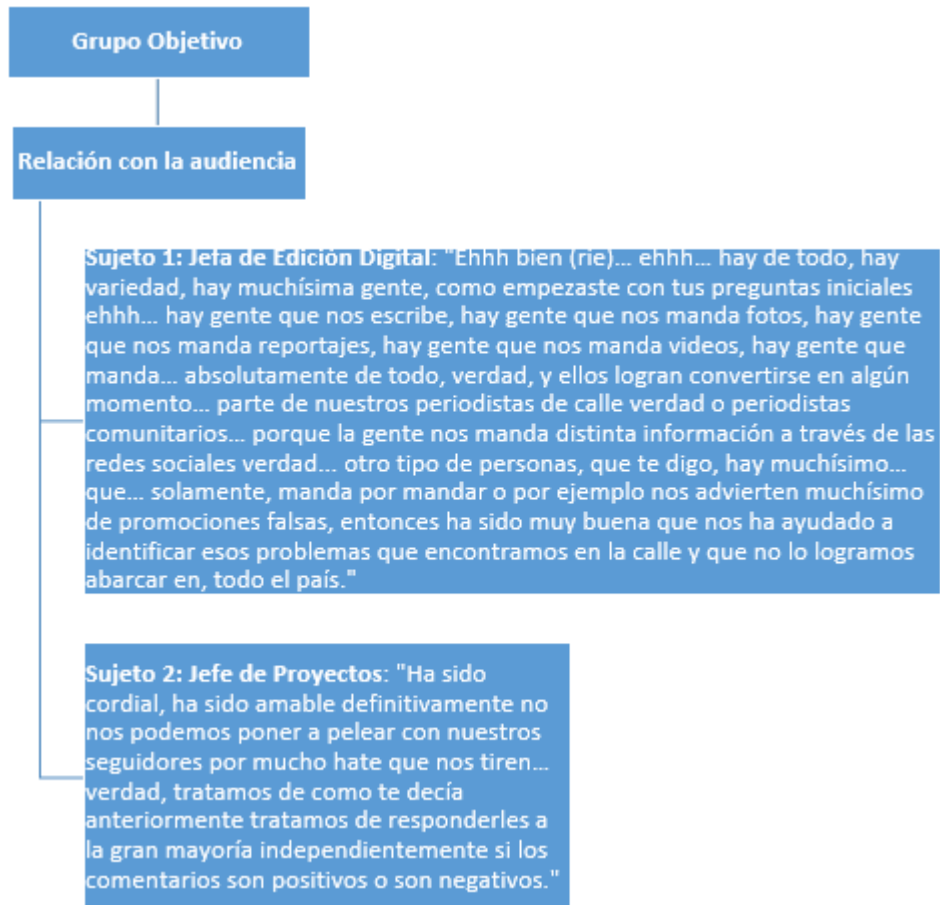 Grupo Objetivo
Relación con la audiencia
Sujeto 1: Jefa de Edición Digital: "Ehhh bien (ríe)... ehhh... hay de todo, hay
variedad, hay muchísima gente, como empezaste con tus preguntas iniciales
ehhh... hay gente que nos escribe, hay gente que nos manda fotos, hay gente
que nos manda reportajes, hay gente que nos manda videos, hay gente que
manda... absolutamente de todo, verdad, y ellos logran convertirse en algún
momento... parte de nuestros periodistas de calle verdad o periodistas
comunitarios... porque la gente nos manda distinta información a través de las
redes sociales verdad... otro tipo de personas, que te digo, hay muchísimo...
que... solamente, manda por mandar o por ejemplo nos advierten muchísimo
de promociones falsas, entonces ha sido muy buena que nos ha ayudado a
identificar esos problemas que encontramos en la calle y que no lo logramos
abarcar en, todo el país."
Sujeto 2: Jefe de Proyectos: "Ha sido
cordial, ha sido amable definitivamente no
nos podemos poner a pelear con nuestros
seguidores por mucho hate que nos tiren...
verdad, tratamos de como te decía
anteriormente tratamos de responderles a
la gran mayoría independientemente si los
comentarios son positivos o son negativos."